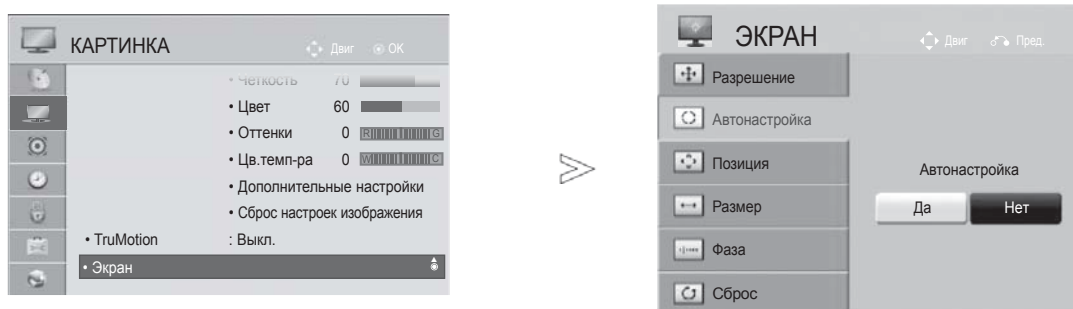 КАРТИНКА
Двиг OK
• Четкость 70
• Цвет 60
• Оттенки 0 R G
• Цв.темп-ра 0 W C
• Дополнительные настройки
• Сброс настроек изображения
• TruMotion : Выкл.
• Экран
ЭКРАН
Двиг Пред.
Разрешение
Автонастройка
Позиция
Размер
Фаза
Сброс
Автонастройка
Да Нет